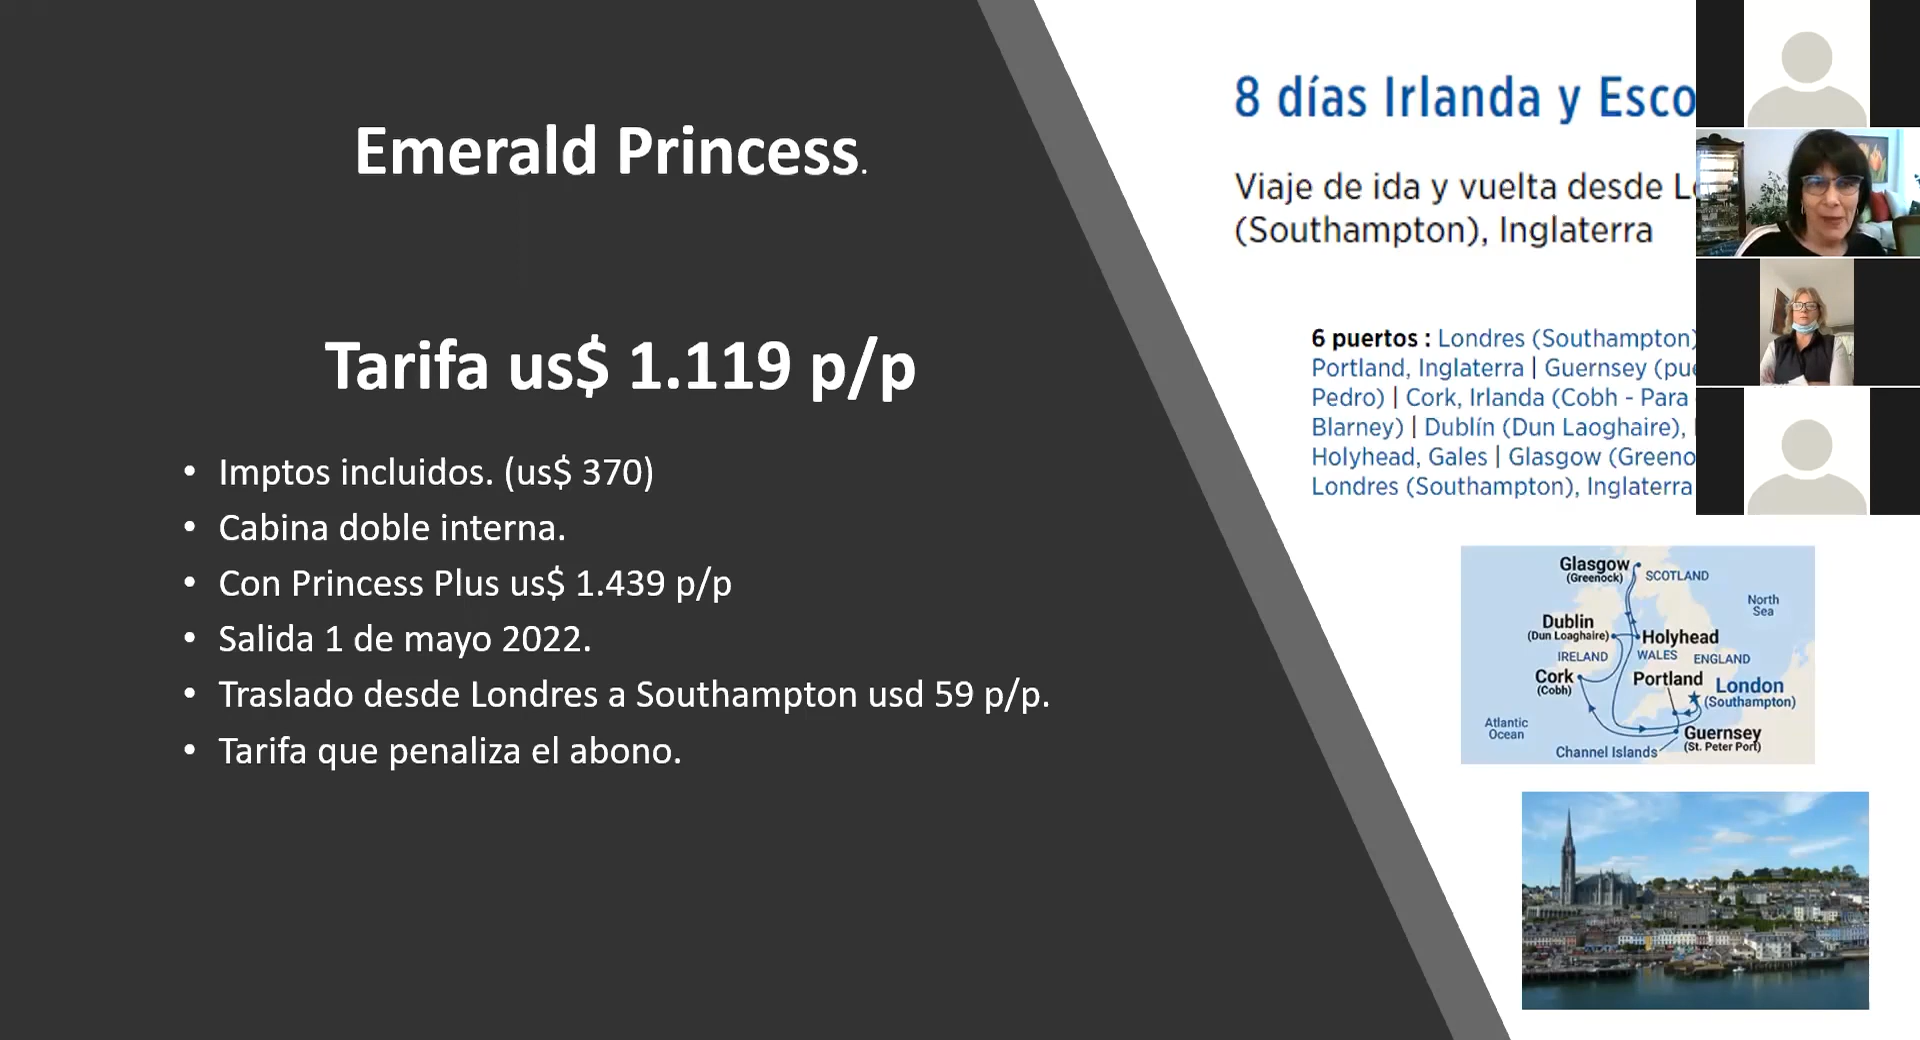 Emerald Princess.
Tarifa us$ 1.119 p/p
• Imptos incluidos. (us$ 370)
• Cabina doble interna.
• Con Princess Plus us$ 1.439 p/p
• Salida 1 de mayo 2022.
• Traslado desde Londres a Southampton usd 59 p/p.
• Tarifa que penaliza el abono.
8 días Irlanda y
Viaje de ida y vuelta desde
(Southampton), Inglaterra
6 puertos : Londres (Southampton)
Portland, Inglaterra | Guernsey
Pedro) | Cork, Irlanda (Cobh - Para
Blarney) | Dublín (Dun Laoghaire),
Holyhead, Gales | Glasgow
Londres (Southampton), Inglaterra
Glasgow
(Greenock)
SCOTLAND
North
Sea
Dublin
(Dun Loaghaire)
Holyhead
IRELAND
WALES
ENGLAND
Cork
(Cobh)
Portland
London
(Southampton)
Atlantic
Ocean
Guernsey
(St. Peter Port)
Channel Islands